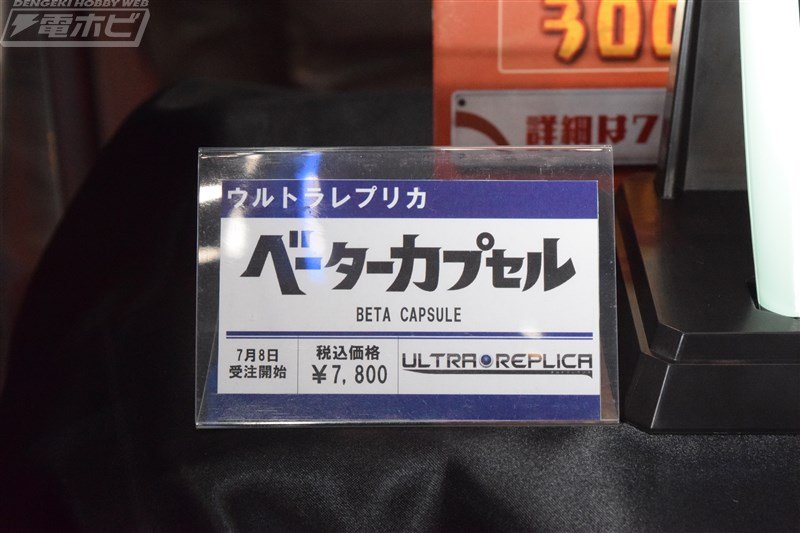 DENGEKI HOBBY WEB
電ホビ
300
詳細は7
ウルトラレプリカ
ベーターカプセル
BETA CAPSULE
7月8日
受注開始
税込価格
¥7,800
ULTRA REPLICA